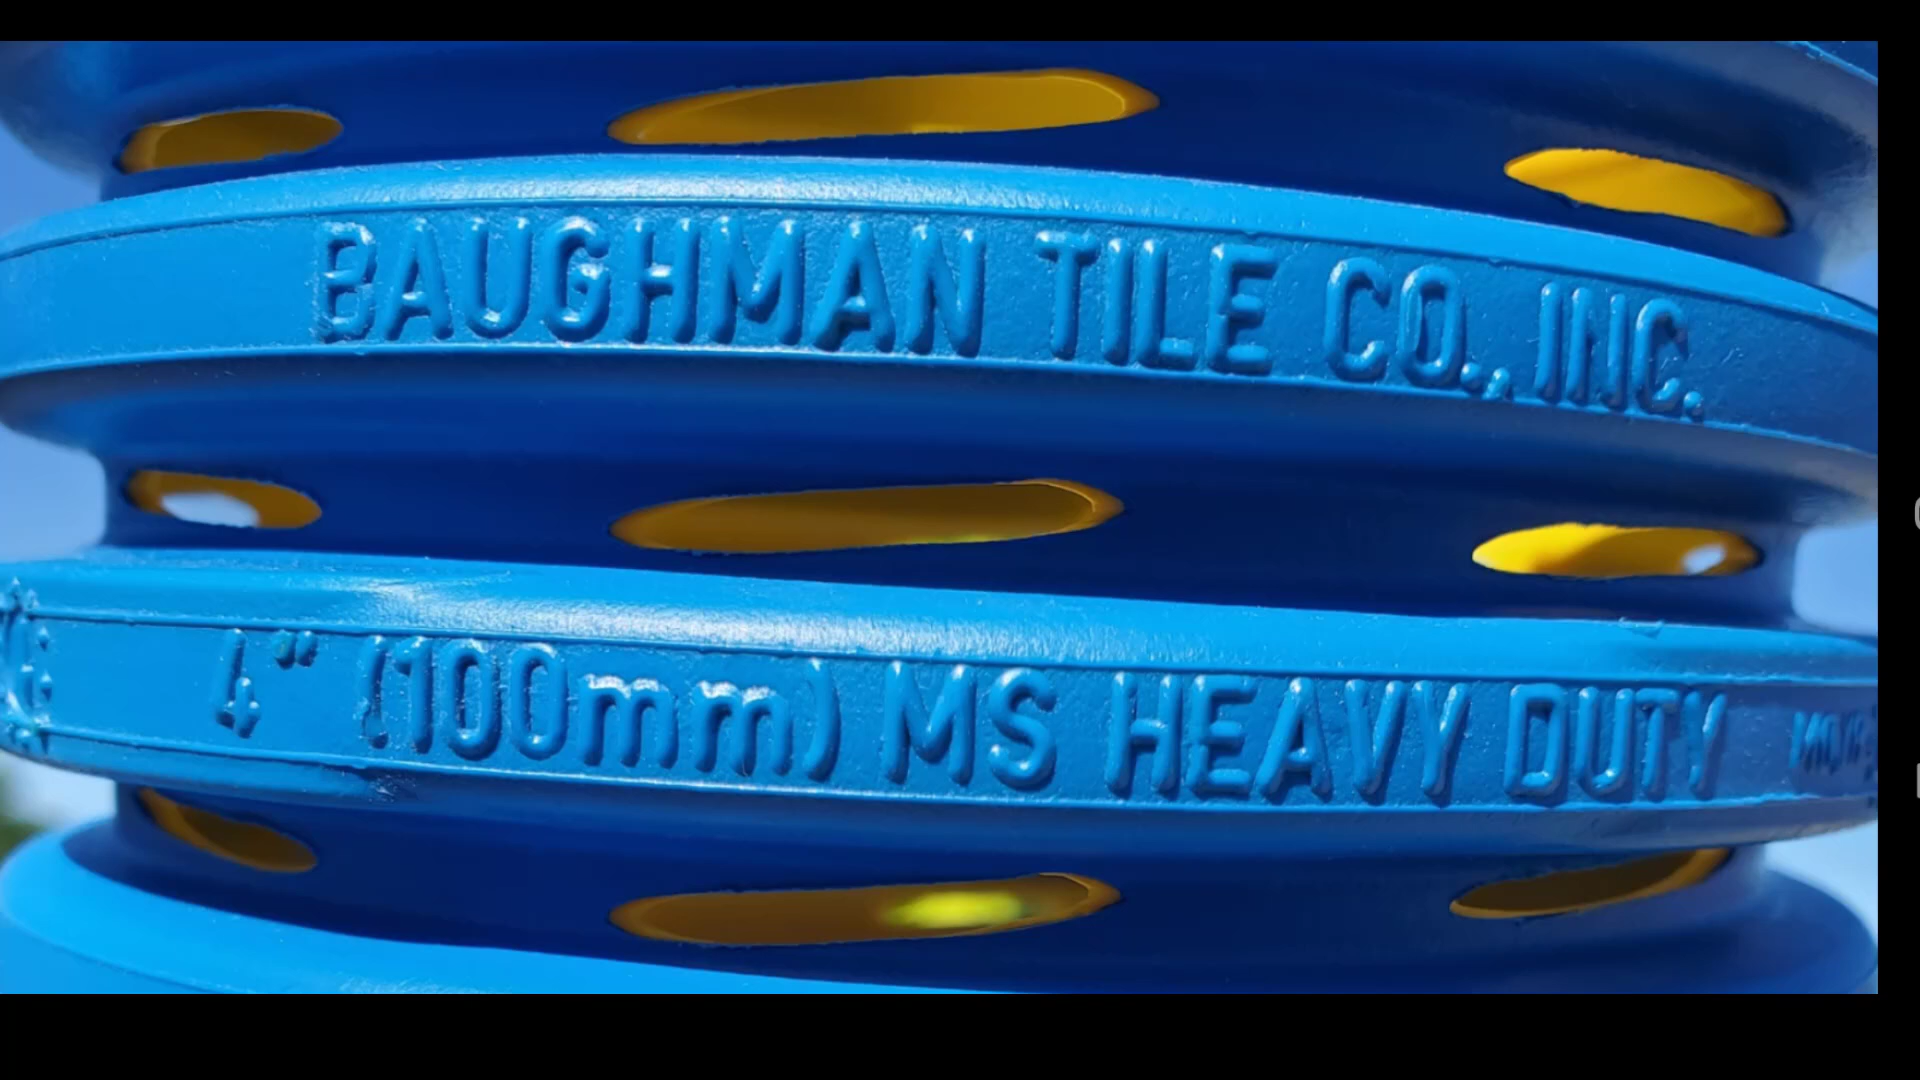 BAUGHMAN TILE CO., INC.
4" (100mm) MS HEAVY DUTY